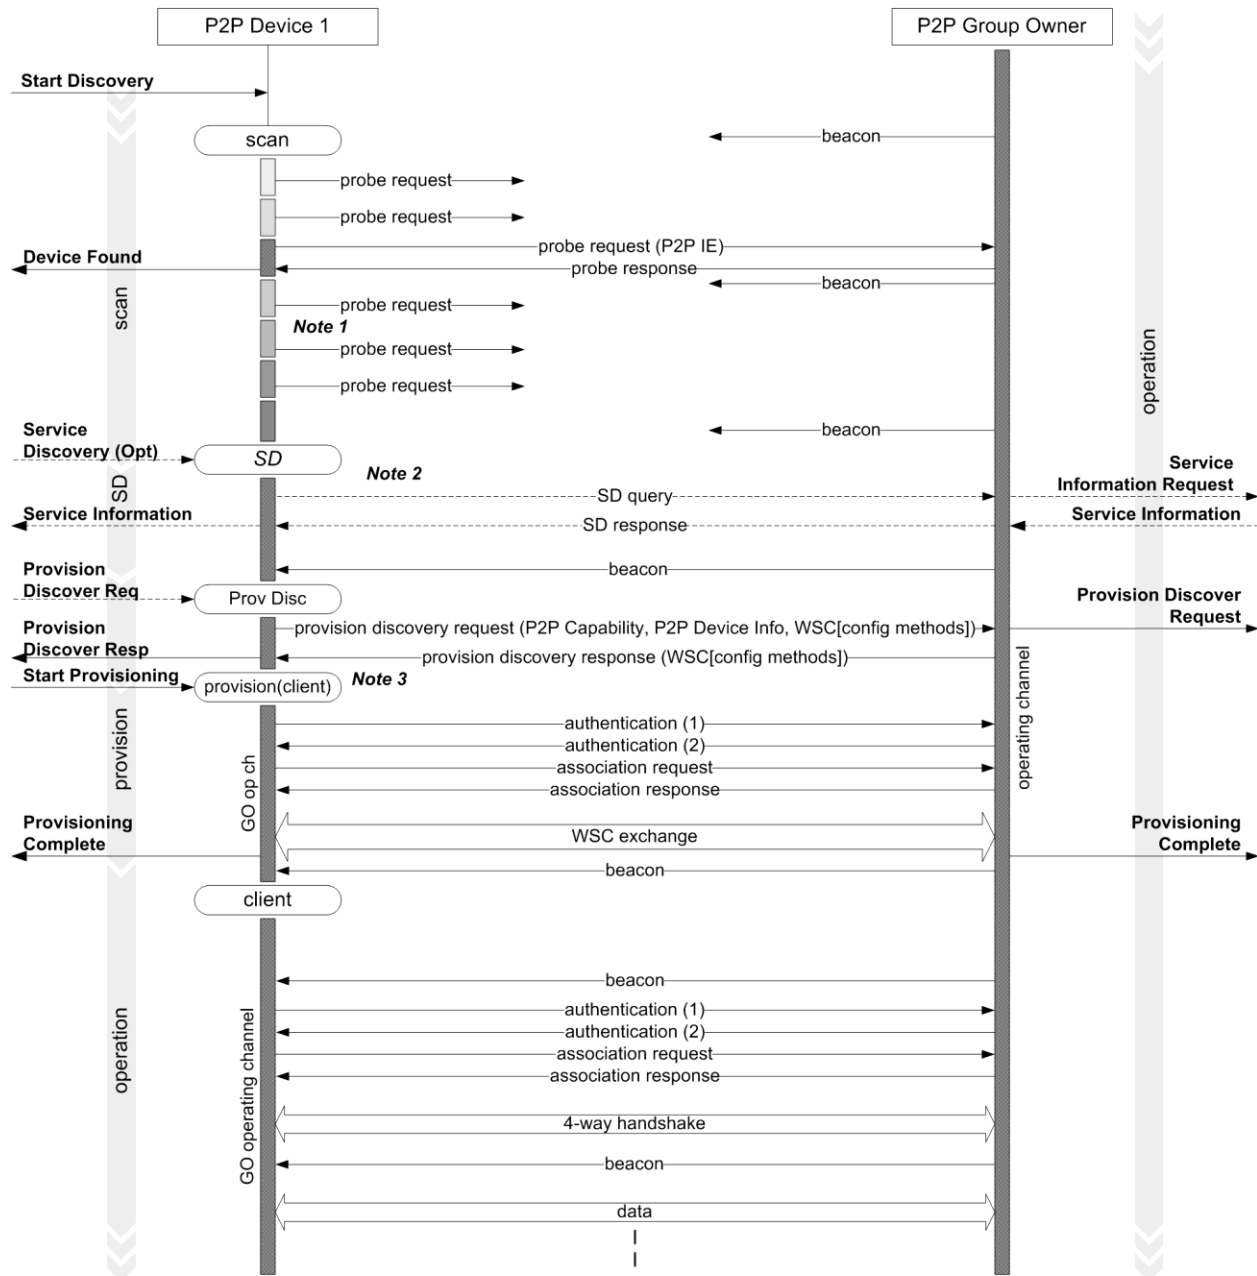 P2P Device 1
P2P Group Owner
Start Discovery
scan
beacon
probe request
probe request
probe request (P2P IE)
Device Found
probe response
beacon
scan
probe request
Note 1
probe request
probe request
operation
Service
Discovery (Opt)
beacon
SD
Note 2
Service
Information Request
SD
SD query
Service Information
SD response
Service Information
beacon
Provision
Discover Req
Prov Disc
Provision Discover
Request
provision discovery request (P2P Capability, P2P Device Info, WSC[config methods])
Provision
Discover Resp
provision discovery response (WSC[config methods])
Start Provisioning
provision(client)
Note 3
provision
GO op ch
operating channel
authentication (1)
authentication (2)
association request
association response
WSC exchange
Provisioning
Complete
Provisioning
Complete
beacon
client
operation
GO operating channel
beacon
authentication (1)
authentication (2)
association request
association response
4-way handshake
beacon
data